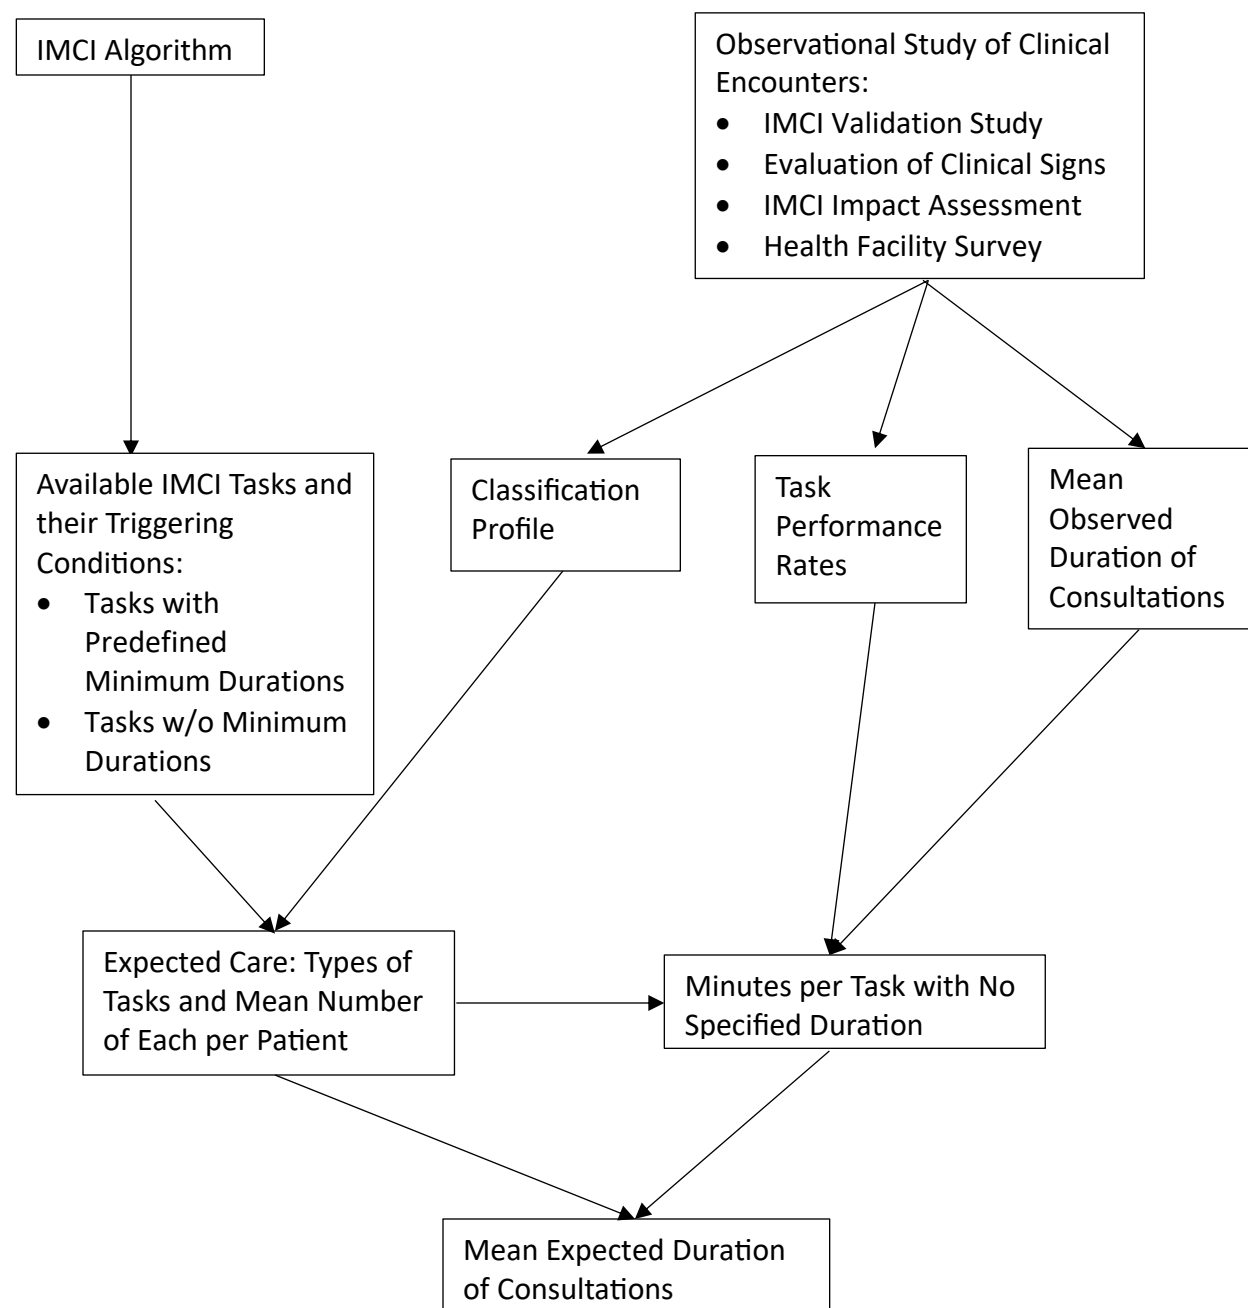 IMCI Algorithm
Observational Study of Clinical
Encounters:
• IMCI Validation Study
• Evaluation of Clinical Signs
• IMCI Impact Assessment
• Health Facility Survey
Available IMCI Tasks and
their Triggering
Conditions:
• Tasks with
Predefined
Minimum Durations
• Tasks w/o Minimum
Durations
Classification
Profile
Task
Performance
Rates
Mean
Observed
Duration of
Consultations
Expected Care: Types of
Tasks and Mean Number
of Each per Patient
Minutes per Task with No
Specified Duration
Mean Expected Duration
of Consultations